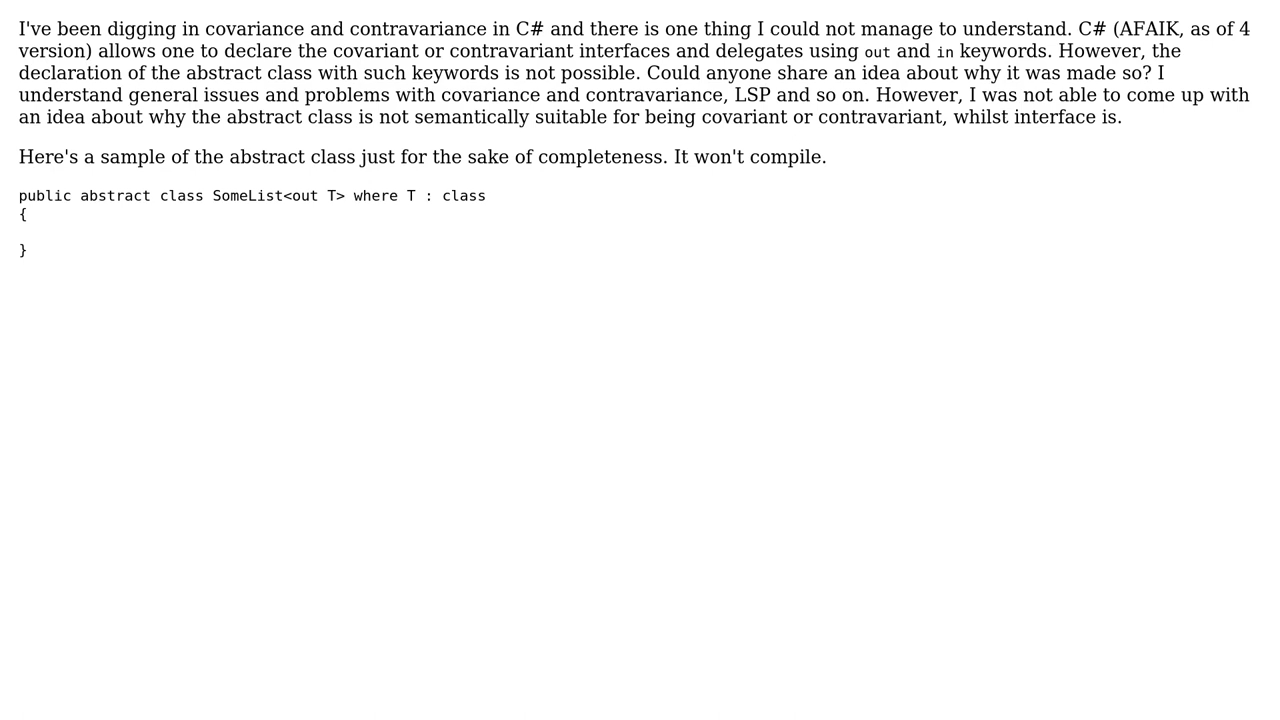 I've been digging in covariance and contravariance in C# and there is one thing I could not manage to understand. C# (AFAIK, as of 4
version) allows one to declare the covariant or contravariant interfaces and delegates using out and in keywords. However, the
declaration of the abstract class with such keywords is not possible. Could anyone share an idea about why it was made so? I
understand general issues and problems with covariance and contravariance, LSP and so on. However, I was not able to come up with
an idea about why the abstract class is not semantically suitable for being covariant or contravariant, whilst interface is.
Here's a sample of the abstract class just for the sake of completeness. It won't compile.
public abstract class SomeList<out T> where T : class
{
}